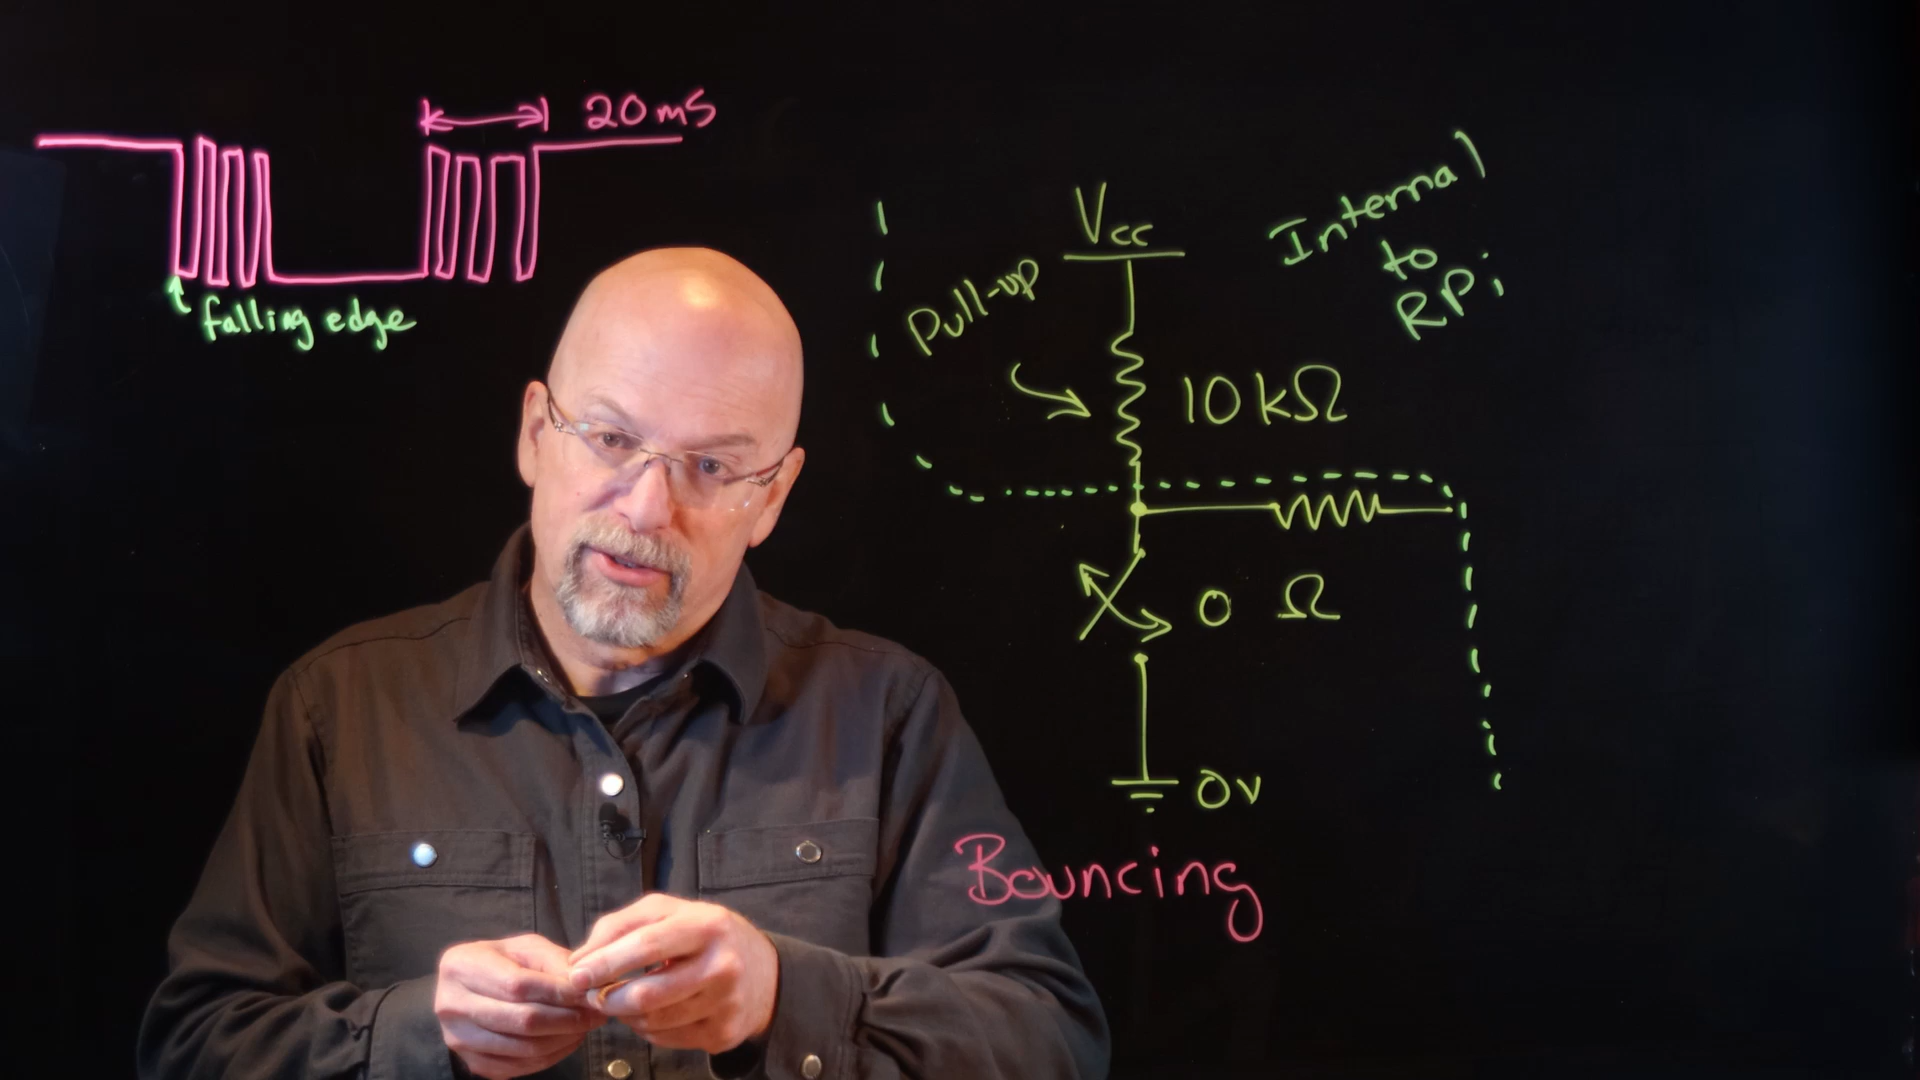 20 mS
falling edge
Vcc
Internal
to
RPi
Pull-up
10 kΩ
0 Ω
0v
Bouncing